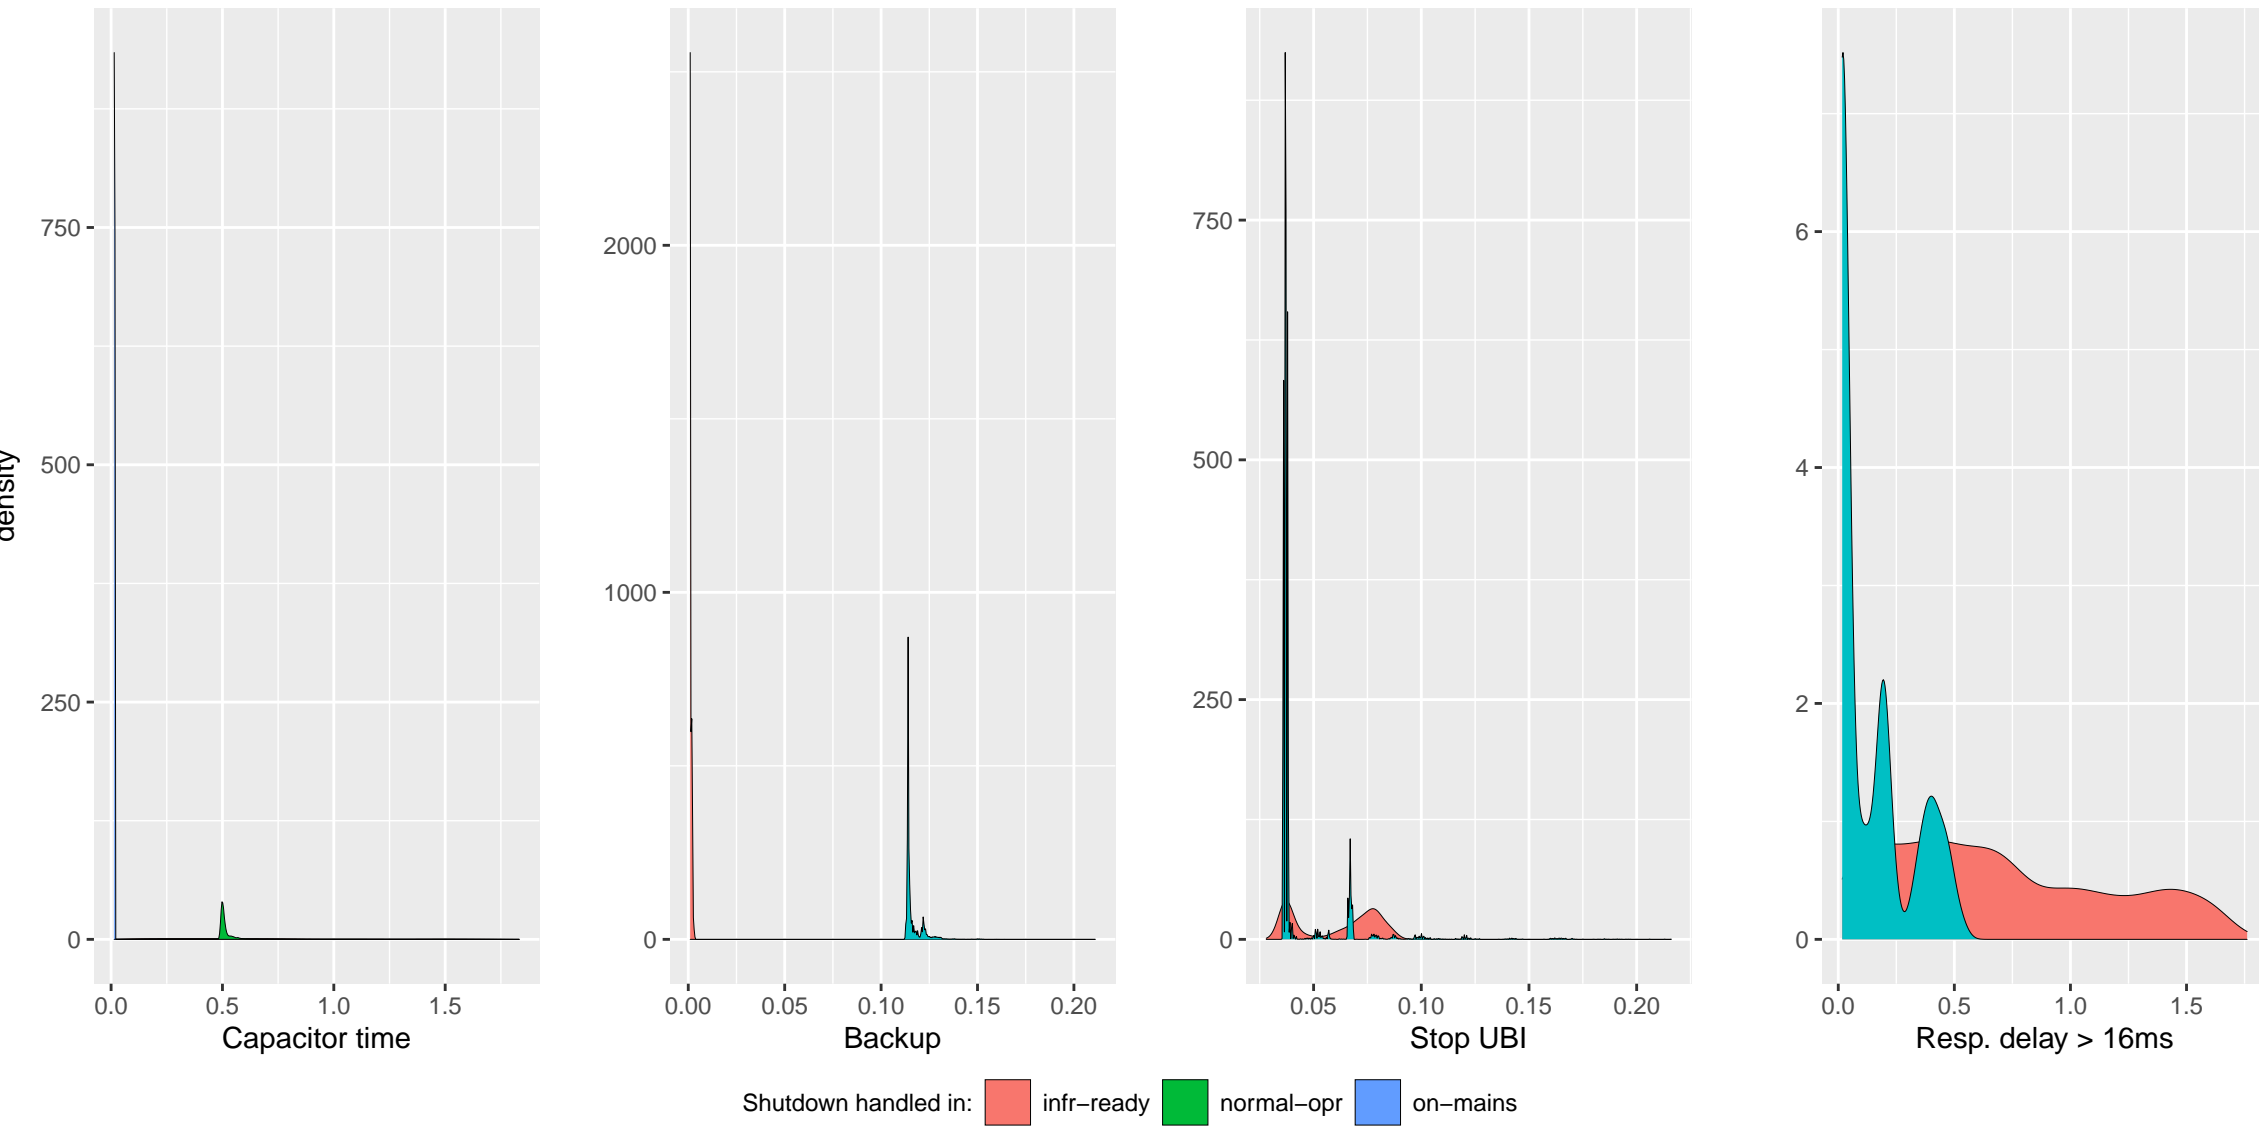 density
750
500
250
0
0.0 0.5 1.0 1.5
Capacitor time
2000
1000
0
0.00 0.05 0.10 0.15 0.20
Backup
750
500
250
0
0.05 0.10 0.15 0.20
Stop UBI
6
4
2
0
0.0 0.5 1.0 1.5
Resp. delay > 16ms
Shutdown handled in: infr−ready normal−opr on−mains